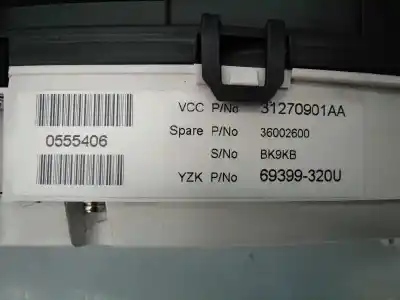 VCC P/No 31270901AA
Spare P/No 36002600
0555406
S/No BK9KB
YZK P/No 69399-320U